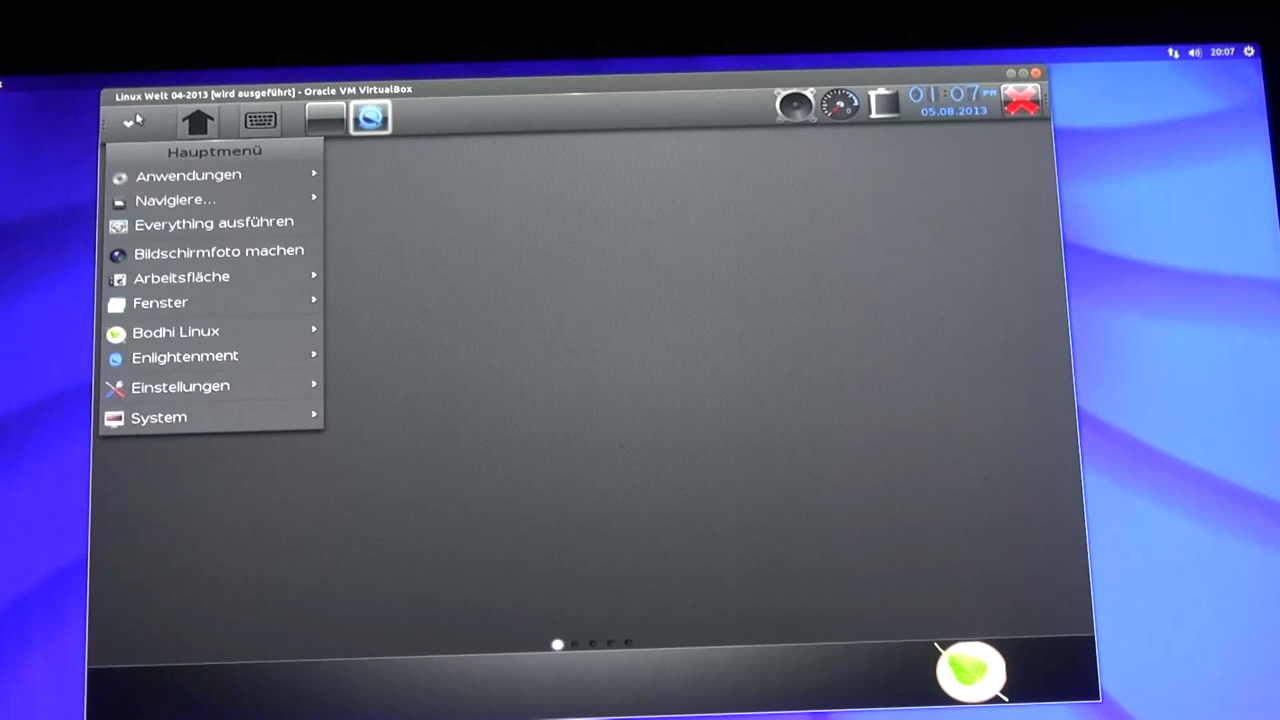 20:07
Linux Welt 04-2013 [wird ausgeführt] - Oracle VM VirtualBox
01:07 PM
05.08.2013
Hauptmenü
Anwendungen
Navigiere...
Everything ausführen
Bildschirmfoto machen
Arbeitsfläche
Fenster
Bodhi Linux
Enlightenment
Einstellungen
System